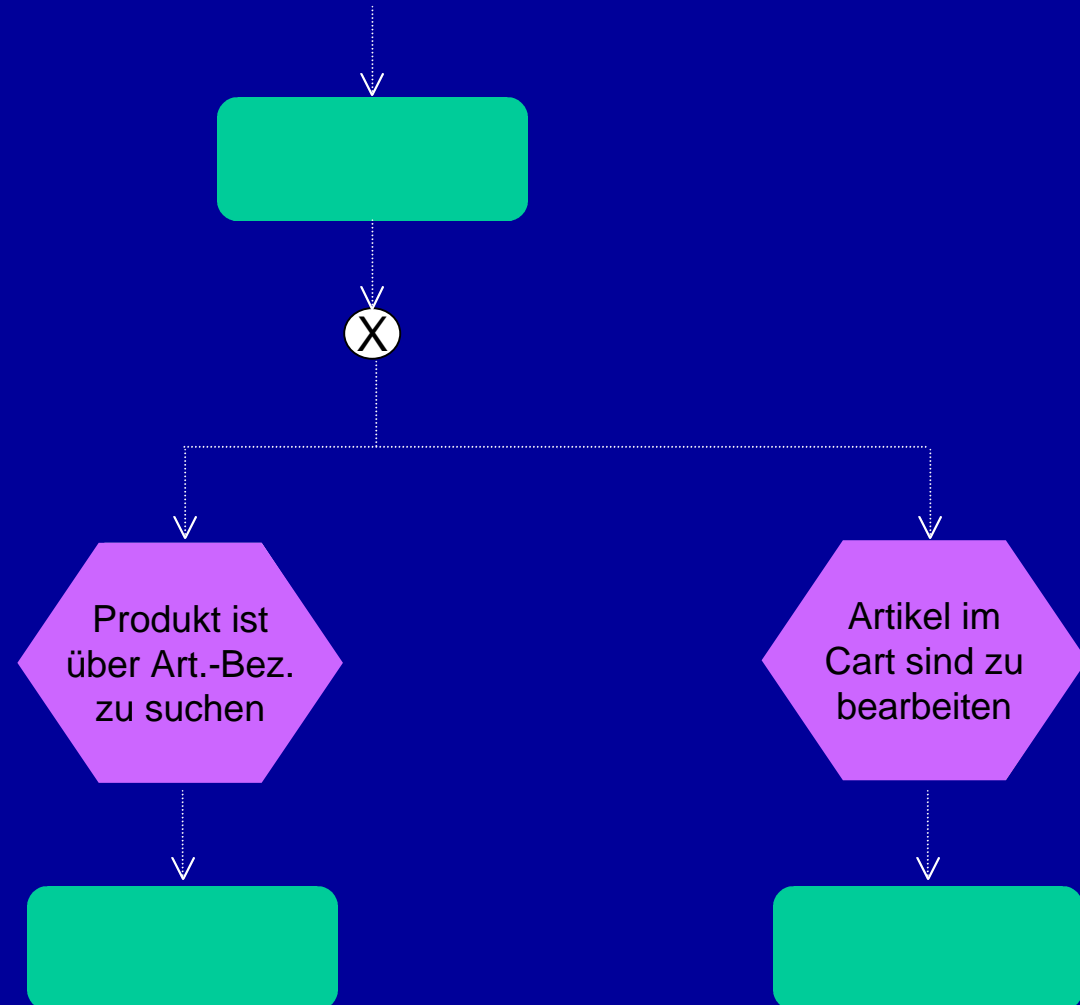 X
Produkt ist
über Art.-Bez.
zu suchen
Artikel im
Cart sind zu
bearbeiten